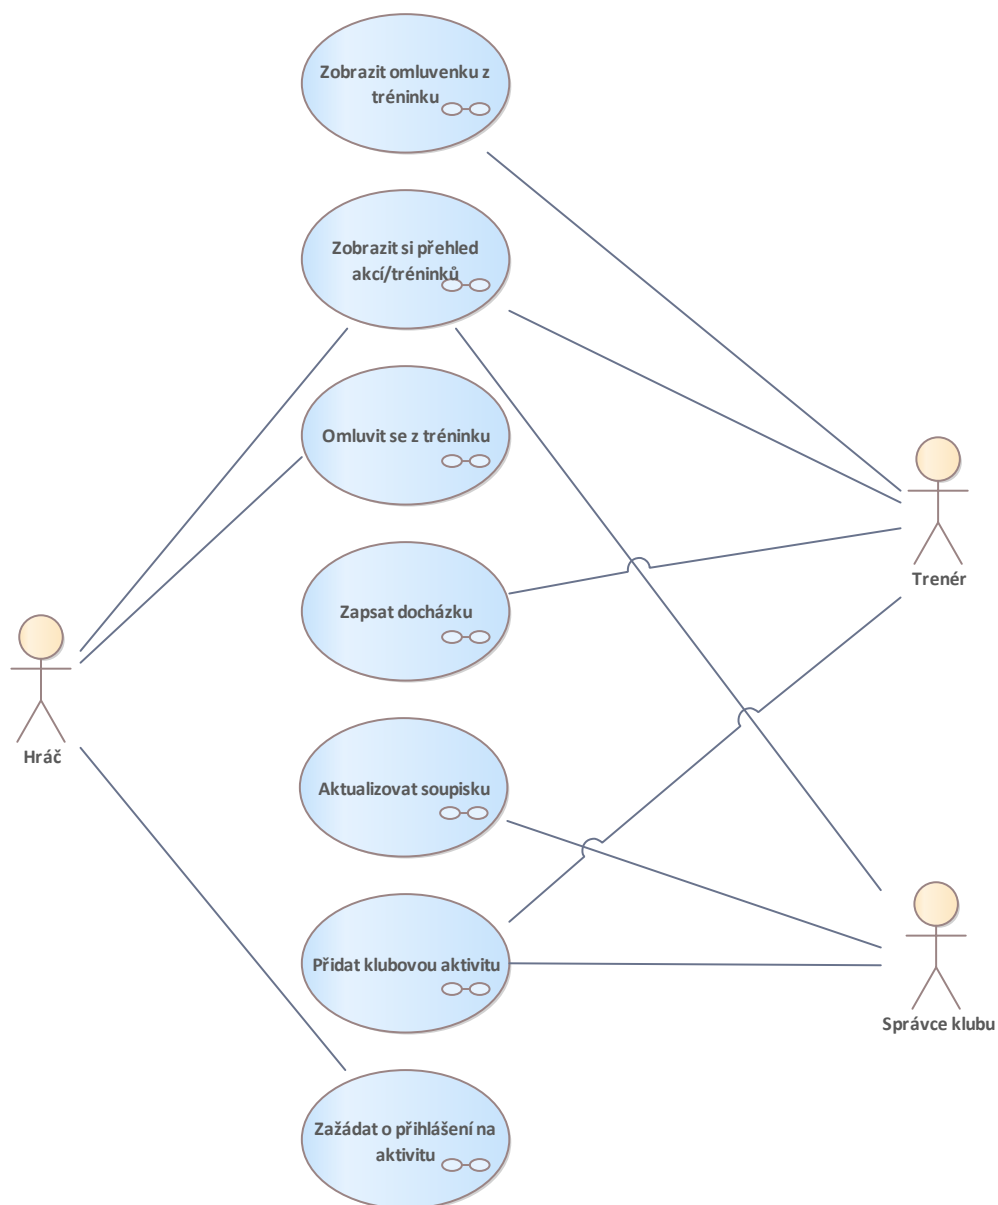 Zobrazit omluvenku z
tréninku
Zobrazit si přehled
akcí/tréninků
Omluvit se z tréninku
Trenér
Zapsat docházku
Hráč
Aktualizovat soupisku
Přidat klubovou aktivitu
Správce klubu
Zažádat o přihlášení na
aktivitu